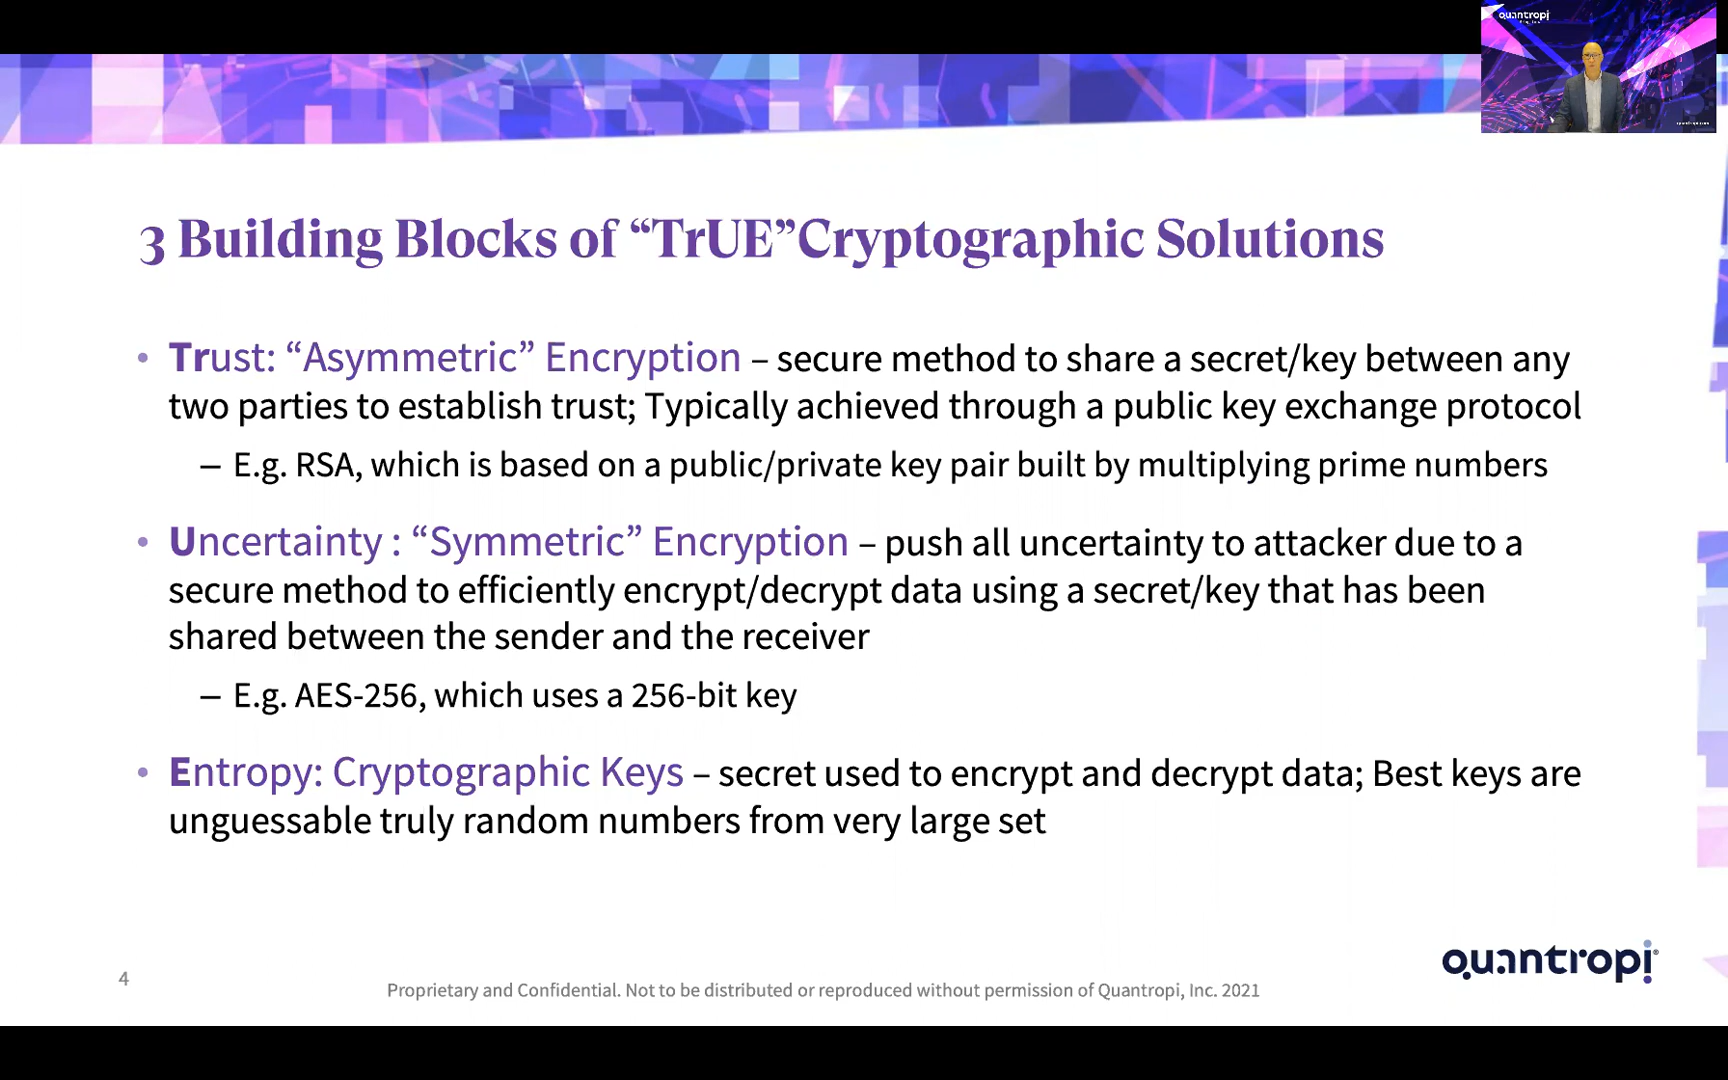 quantropi
3 Building Blocks of “TrUE”Cryptographic Solutions
• Trust: “Asymmetric” Encryption – secure method to share a secret/key between any
two parties to establish trust; Typically achieved through a public key exchange protocol
– E.g. RSA, which is based on a public/private key pair built by multiplying prime numbers
• Uncertainty : “Symmetric” Encryption – push all uncertainty to attacker due to a
secure method to efficiently encrypt/decrypt data using a secret/key that has been
shared between the sender and the receiver
– E.g. AES-256, which uses a 256-bit key
• Entropy: Cryptographic Keys – secret used to encrypt and decrypt data; Best keys are
unguessable truly random numbers from very large set
quantropi
4
Proprietary and Confidential. Not to be distributed or reproduced without permission of Quantropi, Inc. 2021